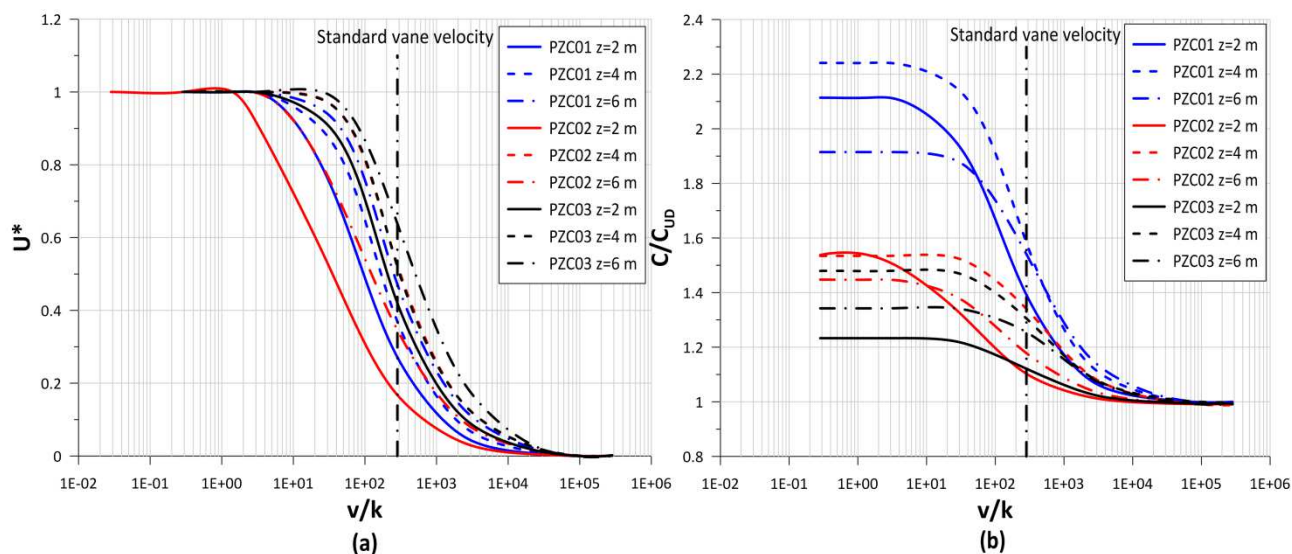 Standard vane velocity
PZC01 z=2 m
PZC01 z=4 m
PZC01 z=6 m
PZC02 z=2 m
PZC02 z=4 m
PZC02 z=6 m
PZC03 z=2 m
PZC03 z=4 m
PZC03 z=6 m
1.2
1
0.8
0.6
0.4
0.2
0
U*
1E-02 1E-01 1E+00 1E+01 1E+02 1E+03 1E+04 1E+05 1E+06
v/k
(a)
Standard vane velocity
PZC01 z=2 m
PZC01 z=4 m
PZC01 z=6 m
PZC02 z=2 m
PZC02 z=4 m
PZC02 z=6 m
PZC03 z=2 m
PZC03 z=4 m
PZC03 z=6 m
2.4
2.2
2.0
1.8
1.6
1.4
1.2
1.0
0.8
C/CUD
1E-02 1E-01 1E+00 1E+01 1E+02 1E+03 1E+04 1E+05 1E+06
v/k
(b)